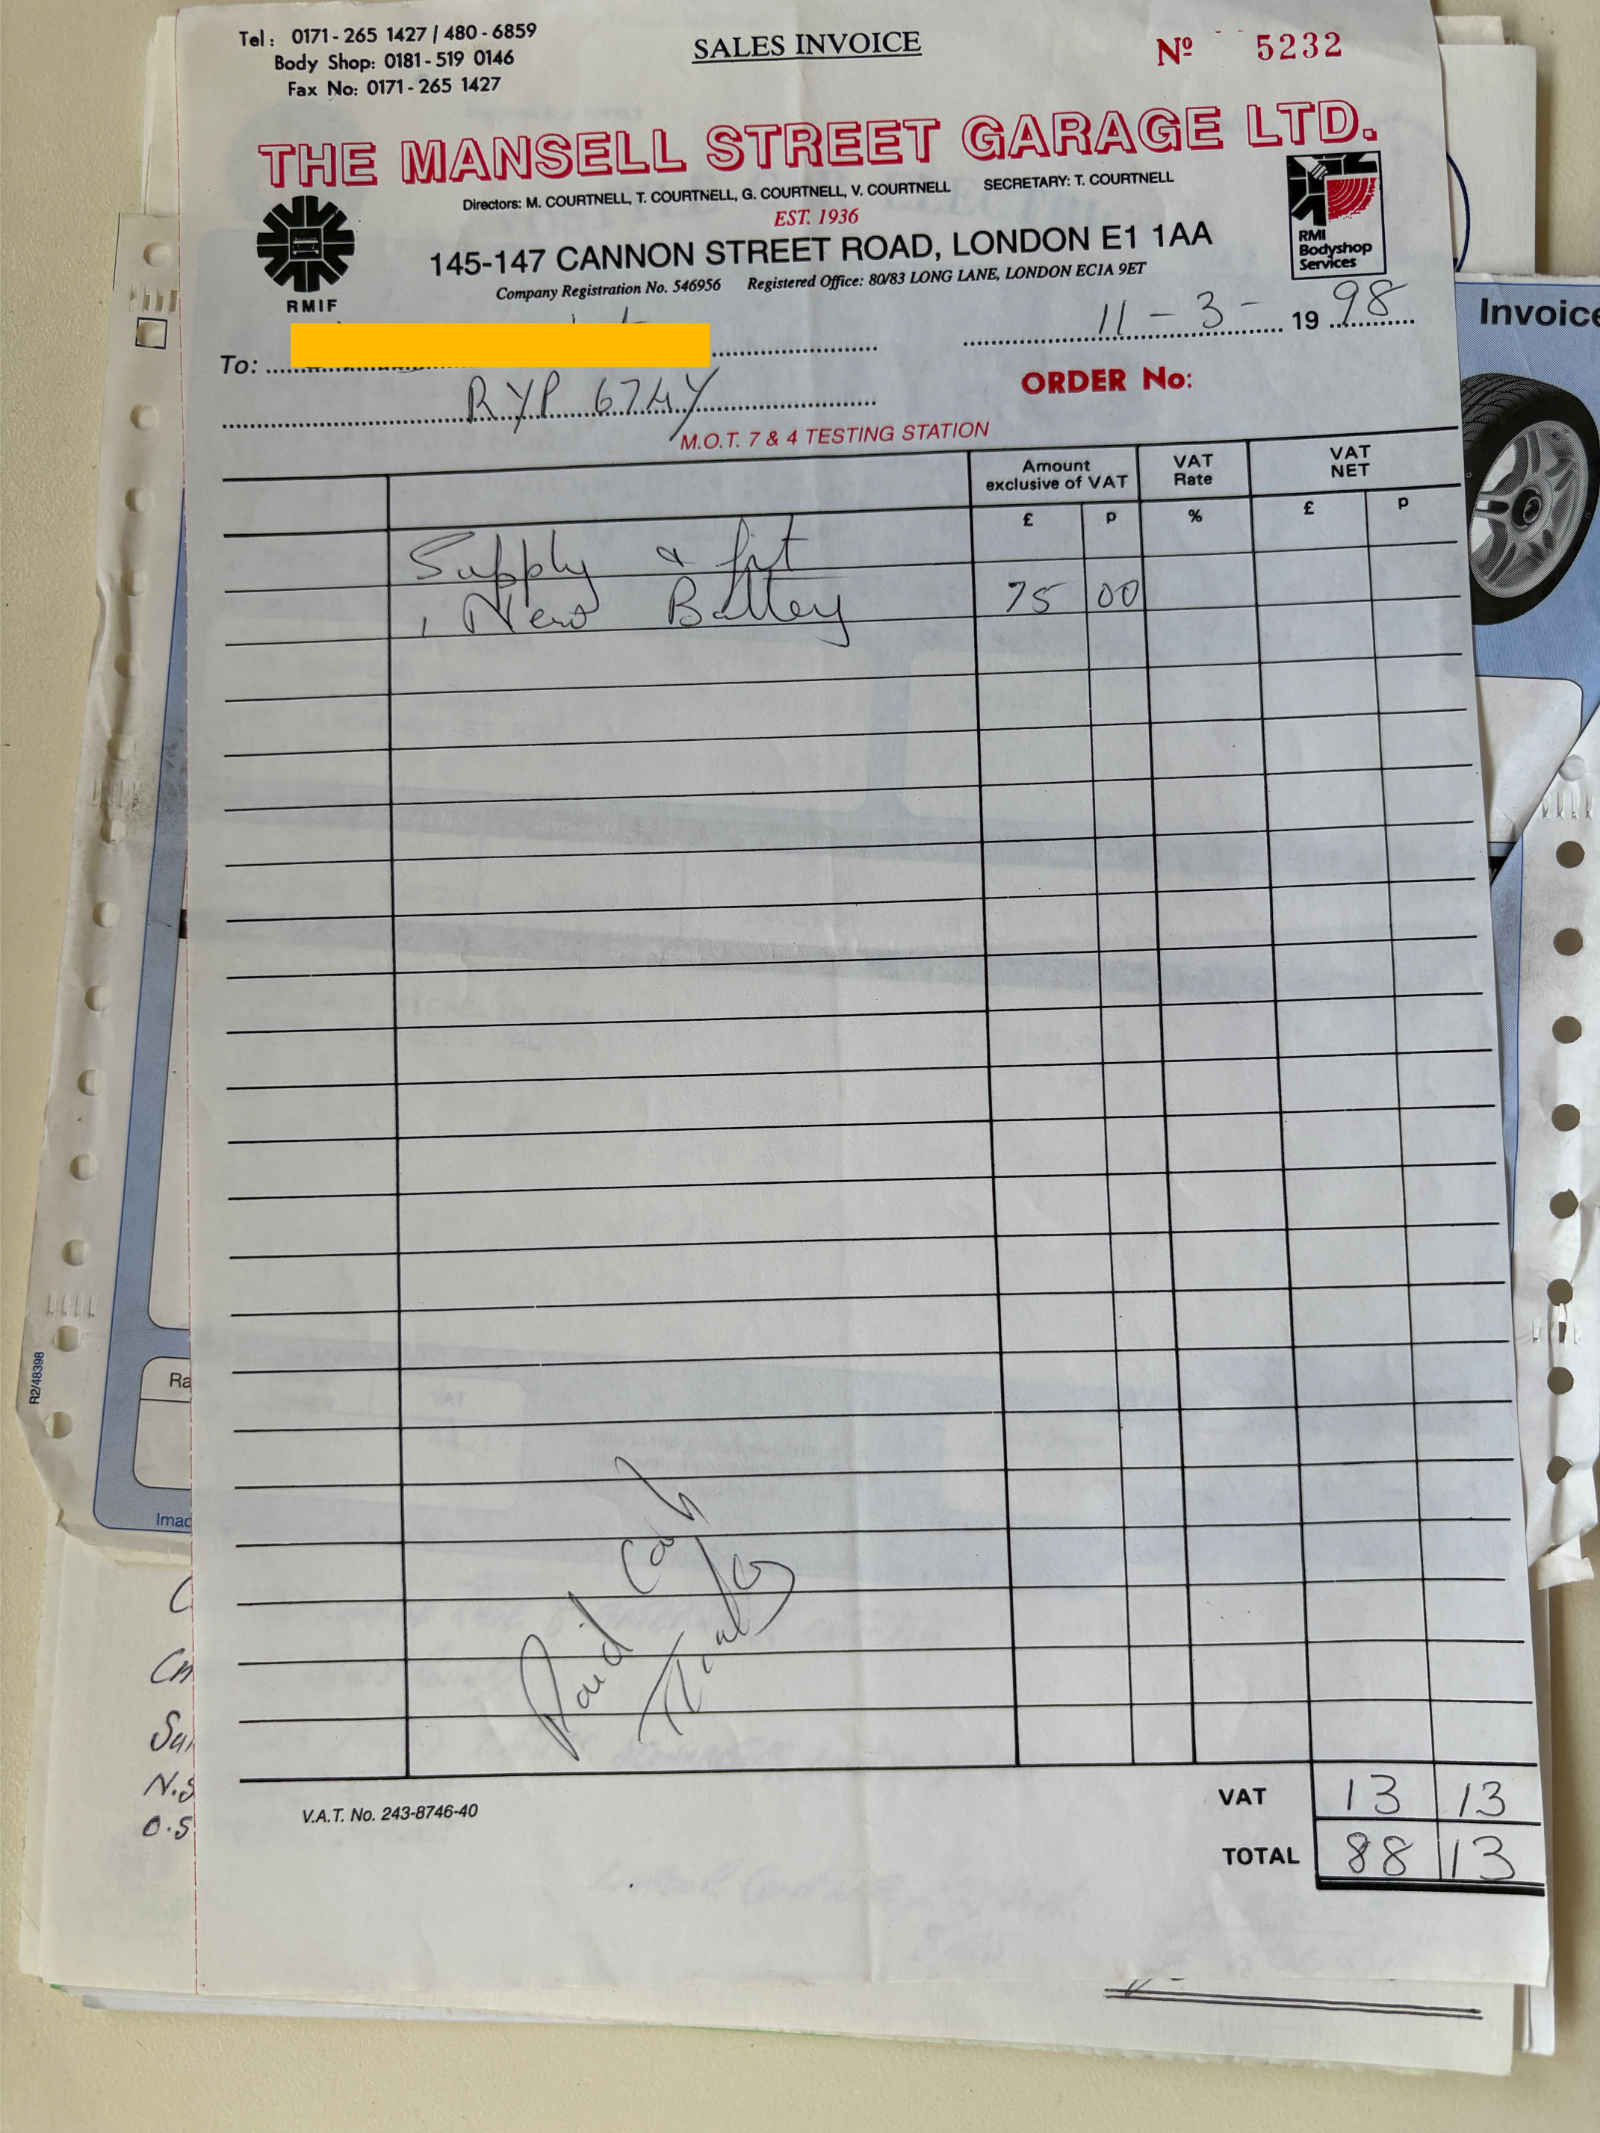 Tel: 0171-265 1427 / 480-6859
Body Shop: 0181-519 0146
Fax No: 0171-265 1427
SALES INVOICE
Nº 5232
THE MANSELL STREET GARAGE LTD.
Directors: M. COURTNELL, T. COURTNELL, G. COURTNELL, V. COURTNELL SECRETARY: T. COURTNELL
EST. 1936
145-147 CANNON STREET ROAD, LONDON E1 1AA
Company Registration No. 546956 Registered Office: 80/83 LONG LANE, LONDON EC1A 9ET
RMIF
RMI
Bodyshop
Services
11 - 3 - 19 98
Invoice
To:
RYP 674Y
ORDER No:
M.O.T. 7 & 4 TESTING STATION
Amount exclusive of VAT
VAT Rate
VAT NET
£ p % £ p
Supply & fit
1 New Battery 75 00
R2/48398
Ra
Imac
Paid Cash
C
Cm
Su
N.S
O.S
V.A.T. No. 243-8746-40
VAT 13 13
TOTAL 88 13